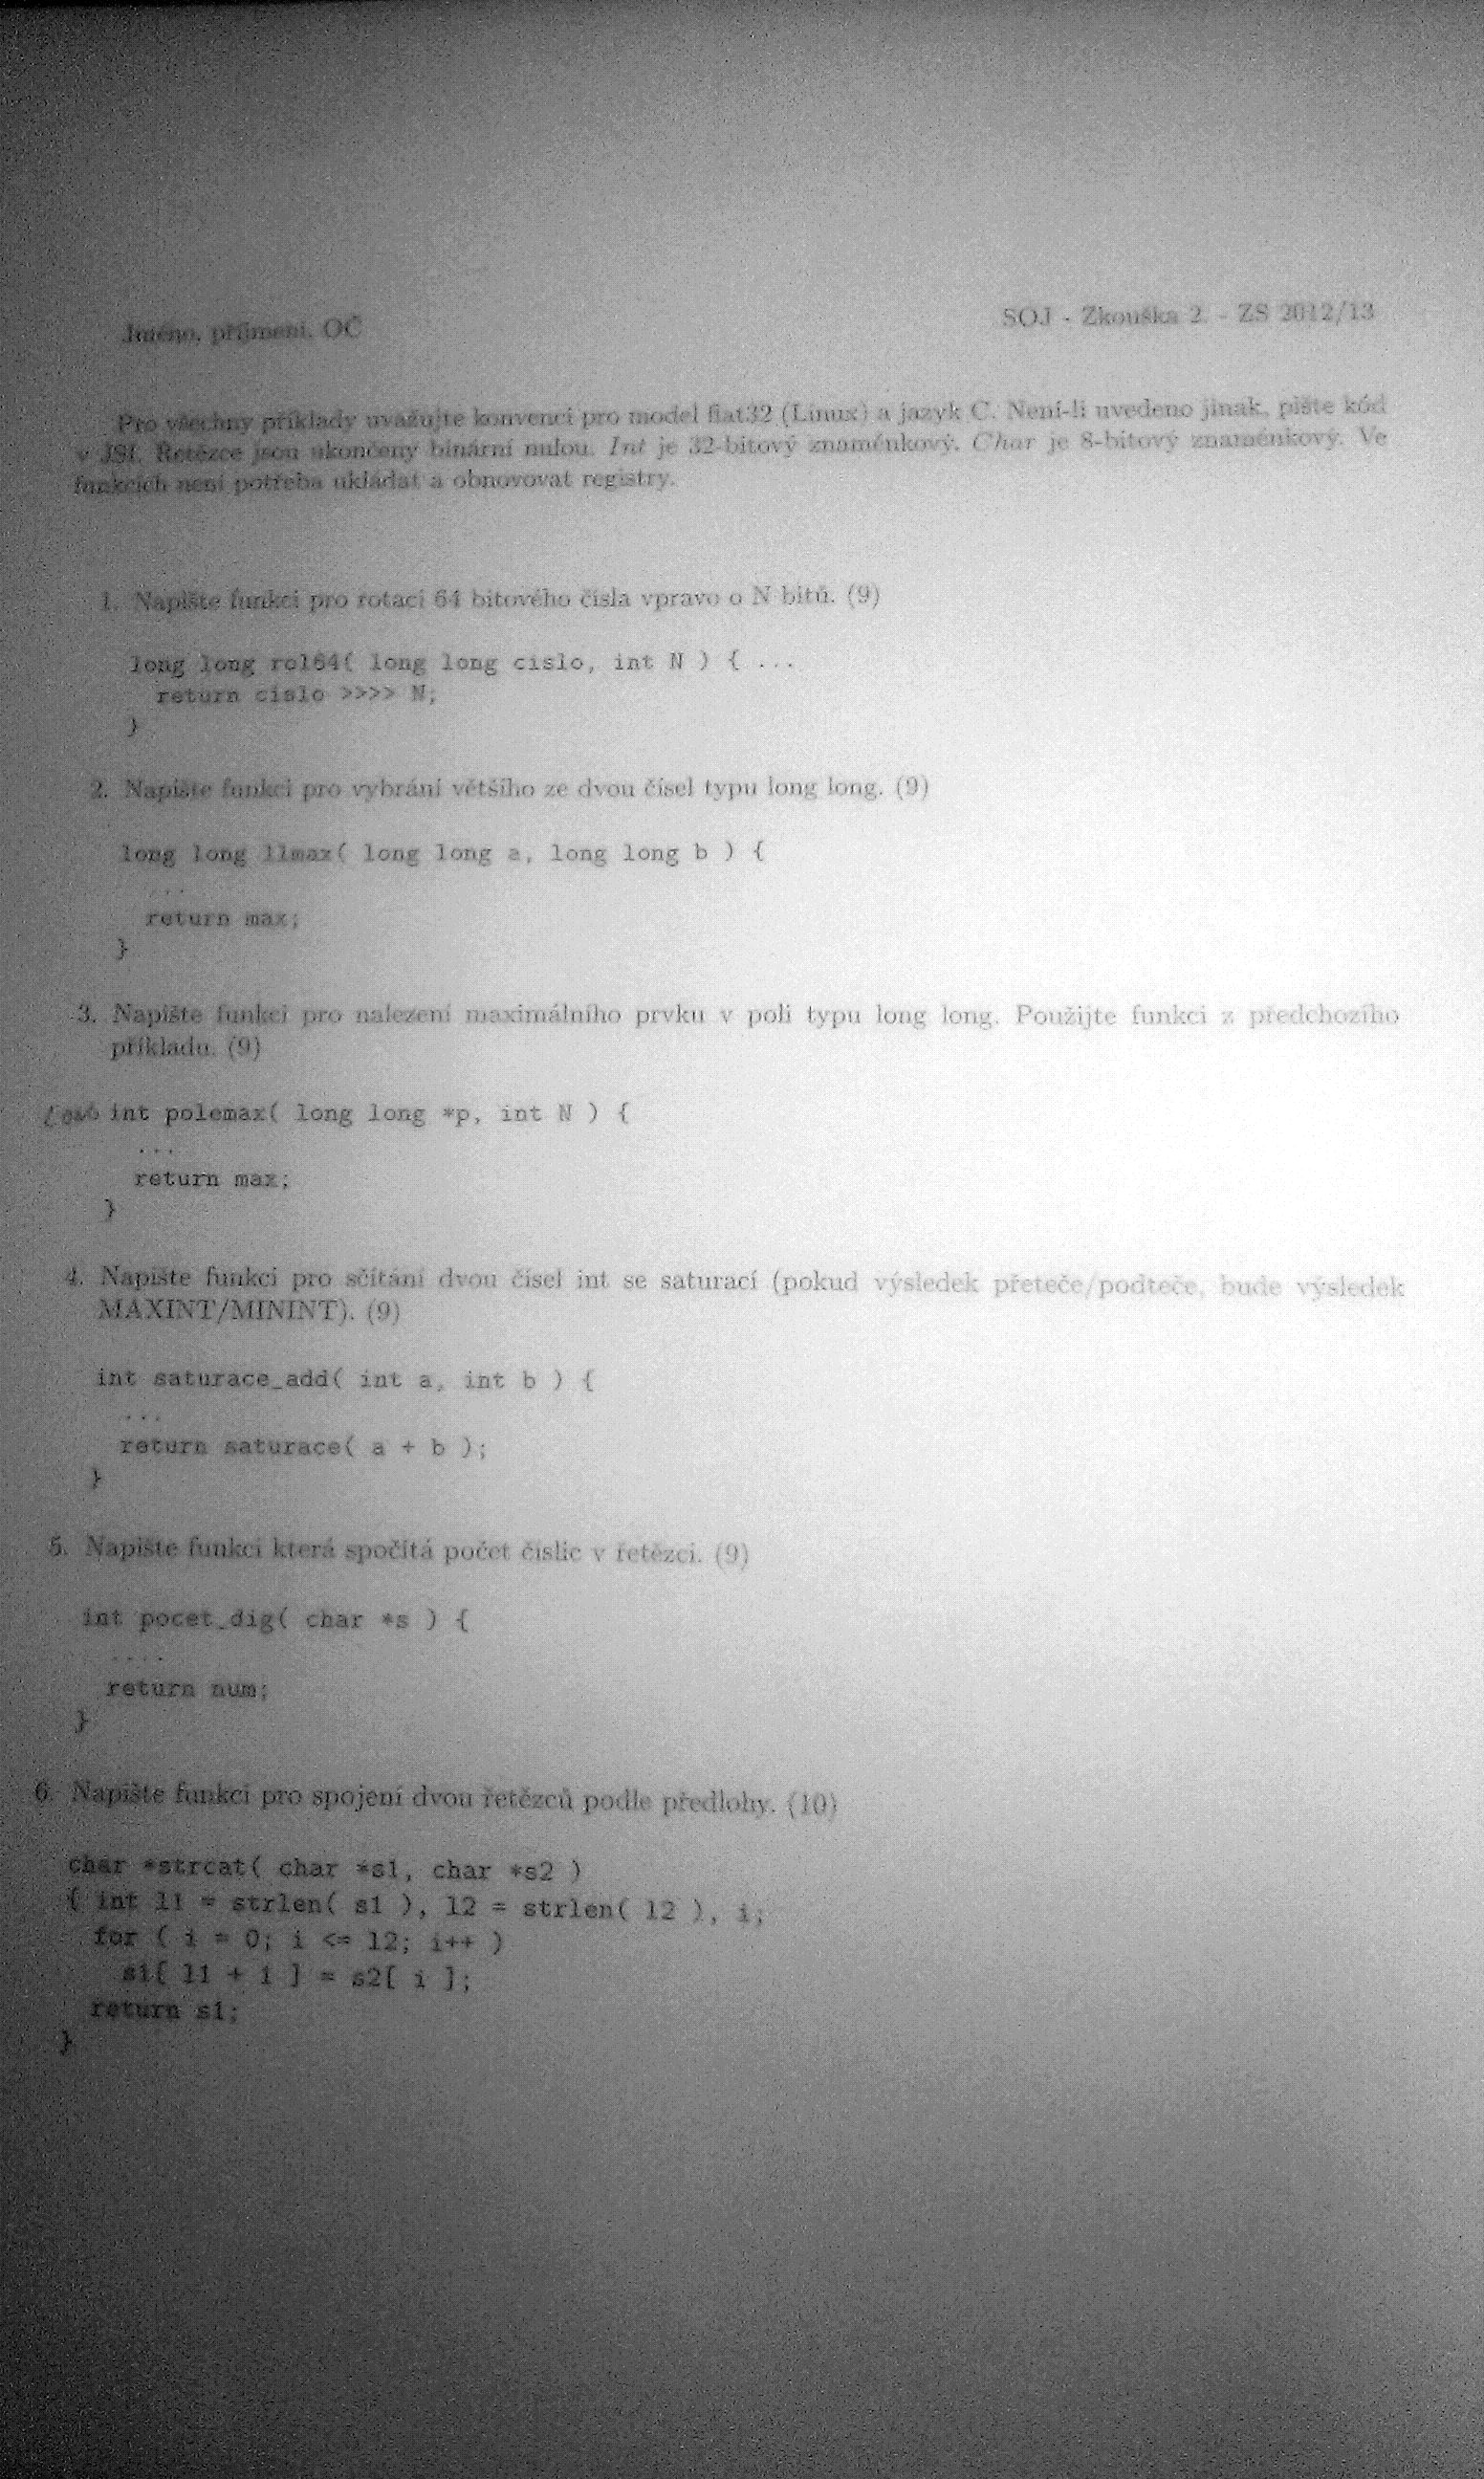 Jméno, příjmení, OČ
SOJ - Zkouška 2. - ZS 2012/13
Pro všechny příklady uvažujte konvenci pro model flat32 (Linux) a jazyk C. Není-li uvedeno jinak, pište kód
v JSI. Řetězce jsou ukončeny binární nulou. Int je 32-bitový znaménkový. Char je 8-bitový znaménkový. Ve
funkcích není potřeba ukládat a obnovovat registry.
1. Napište funkci pro rotaci 64 bitového čísla vpravo o N bitů. (9)
long long rol64( long long cislo, int N ) { ...
return cislo >>>> N;
}
2. Napište funkci pro vybrání většího ze dvou čísel typu long long. (9)
long long llmax( long long a, long long b ) {
...
return max;
}
3. Napište funkci pro nalezení maximálního prvku v poli typu long long. Použijte funkci z předchozího
příkladu. (9)
int polemax( long long *p, int N ) {
...
return max;
}
4. Napište funkci pro sčítání dvou čísel int se saturací (pokud výsledek přeteče/podteče, bude výsledek
MAXINT/MININT). (9)
int saturace_add( int a, int b ) {
...
return saturace( a + b );
}
5. Napište funkci která spočítá počet číslic v řetězci. (9)
int pocet_dig( char *s ) {
....
return num;
}
6. Napište funkci pro spojení dvou řetězců podle předlohy. (10)
char *strcat( char *s1, char *s2 )
{ int l1 = strlen( s1 ), l2 = strlen( l2 ), i;
for ( i = 0; i <= l2; i++ )
s1[ l1 + i ] = s2[ i ];
return s1;
}